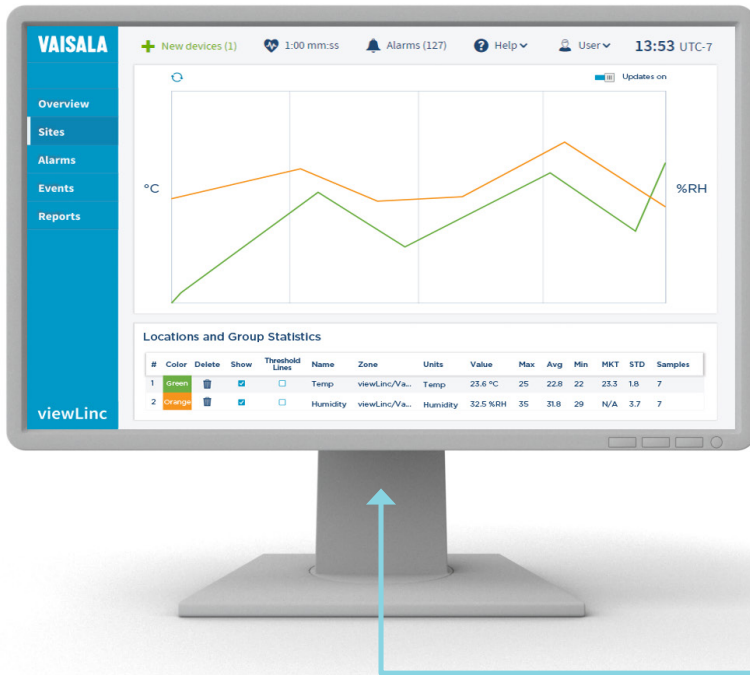 VAISALA
New devices (1) 1:00 mm:ss Alarms (127) Help User 13:53 UTC-7
Updates on
Overview
Sites
Alarms
Events
Reports
°C %RH
Locations and Group Statistics
# Color Delete Show Threshold Lines Name Zone Units Value Max Avg Min MKT STD Samples
1 Green Temp viewLinc/Va... Temp 23.6 °C 25 22.8 22 23.3 1.8 7
2 Orange Humidity viewLinc/Va... Humidity 32.5 %RH 35 31.8 29 N/A 3.7 7
viewLinc